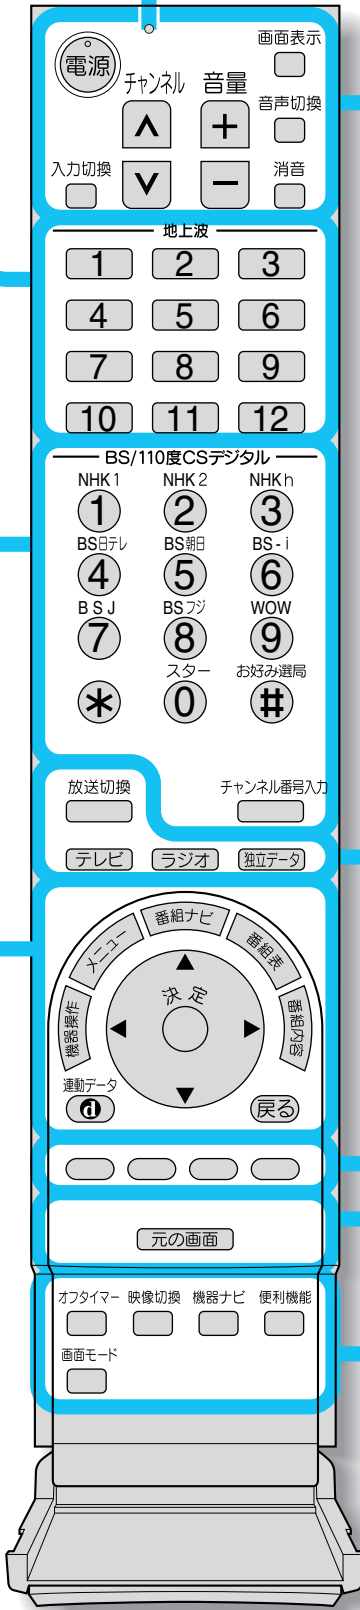 画面表示
電源
チャンネル 音量
音声切換
∧ +
入力切換 ∨ − 消音
地上波
1 2 3
4 5 6
7 8 9
10 11 12
BS/110度CSデジタル
NHK1 NHK2 NHKh
1 2 3
BS日テレ BS朝日 BS-i
4 5 6
BSJ BSフジ WOW
7 8 9
スター お好み選局
* 0 #
放送切換 チャンネル番号入力
テレビ ラジオ 独立データ
番組ナビ
メニュー 番組表
決定
機器操作 番組内容
連動データ
d 戻る
元の画面
オフタイマー 映像切換 機器ナビ 便利機能
画面モード